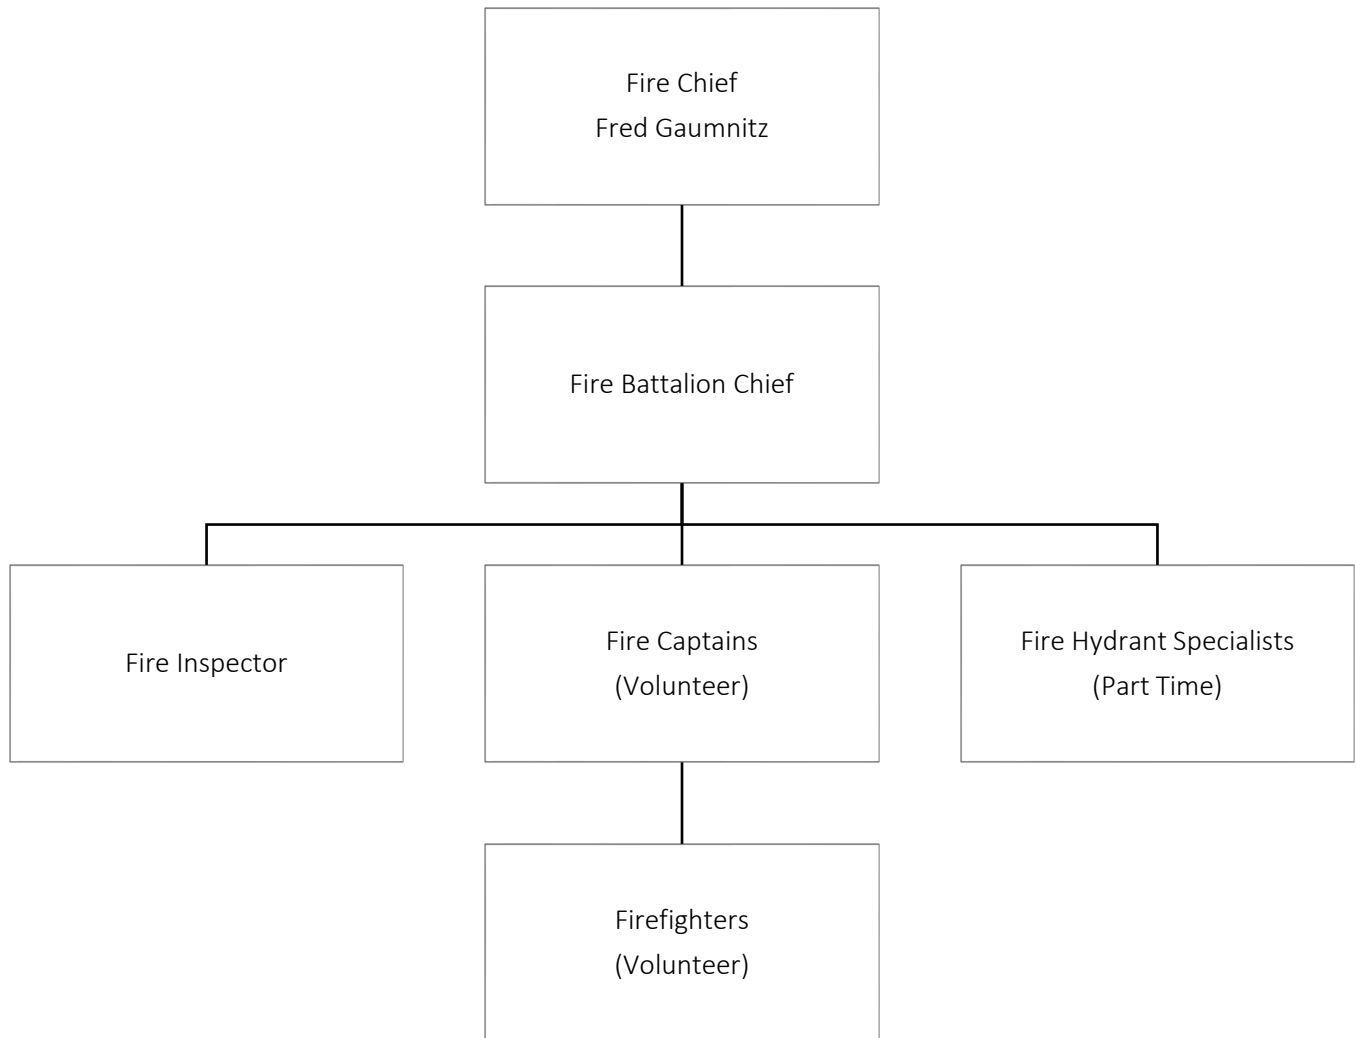 Fire Chief
Fred Gaumnitz
Fire Battalion Chief
Fire Inspector
Fire Captains
(Volunteer)
Fire Hydrant Specialists
(Part Time)
Firefighters
(Volunteer)